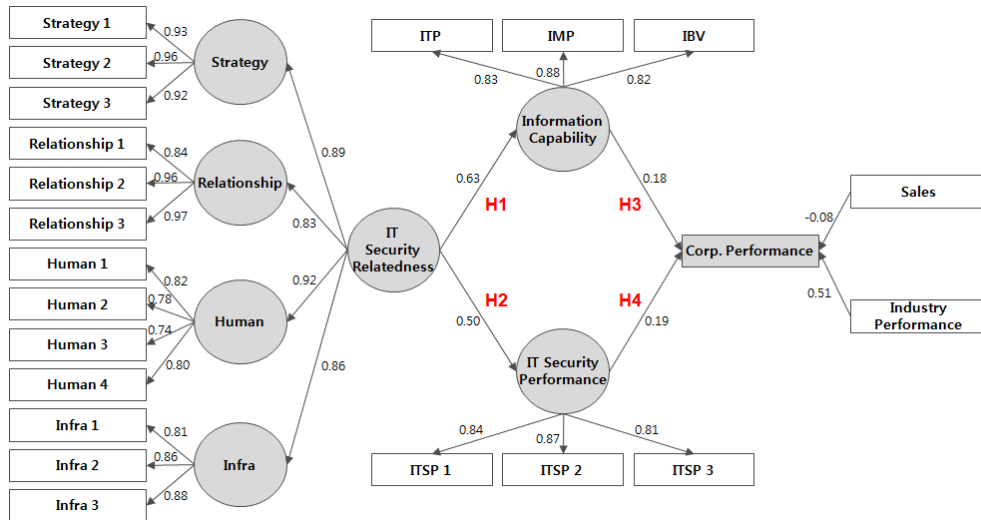 Strategy 1
Strategy 2
Strategy 3
0.93
0.96
0.92
Strategy
Relationship 1
Relationship 2
Relationship 3
0.84
0.96
0.97
Relationship
Human 1
Human 2
Human 3
Human 4
0.82
0.78
0.74
0.80
Human
Infra 1
Infra 2
Infra 3
0.81
0.86
0.88
Infra
0.89
0.83
0.92
0.86
IT
Security
Relatedness
ITP
IMP
IBV
0.83
0.88
0.82
Information
Capability
0.63
H1
H2
0.50
IT Security
Performance
0.84
0.87
0.81
ITSP 1
ITSP 2
ITSP 3
0.18
H3
H4
0.19
Corp. Performance
-0.08
0.51
Sales
Industry
Performance